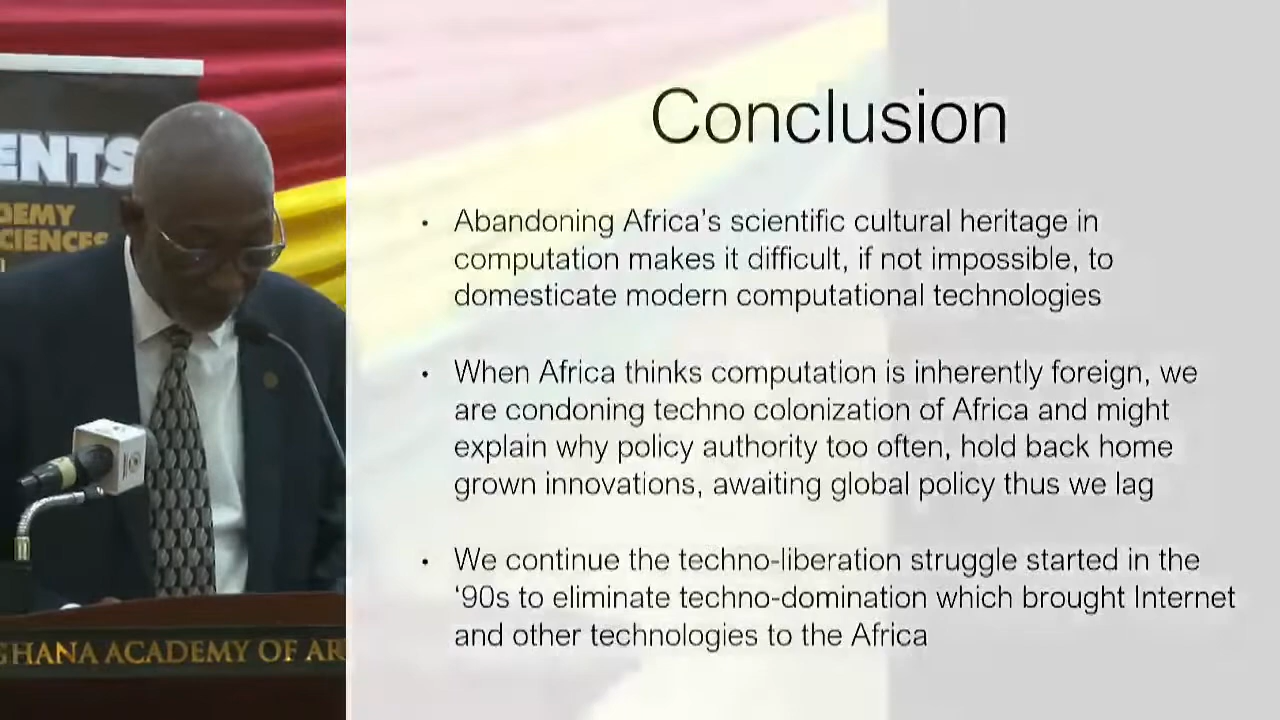 ENTS
DEMY
CIENCES
GHANA ACADEMY OF AR
Conclusion
• Abandoning Africa's scientific cultural heritage in
computation makes it difficult, if not impossible, to
domesticate modern computational technologies
• When Africa thinks computation is inherently foreign, we
are condoning techno colonization of Africa and might
explain why policy authority too often, hold back home
grown innovations, awaiting global policy thus we lag
• We continue the techno-liberation struggle started in the
‘90s to eliminate techno-domination which brought Internet
and other technologies to the Africa